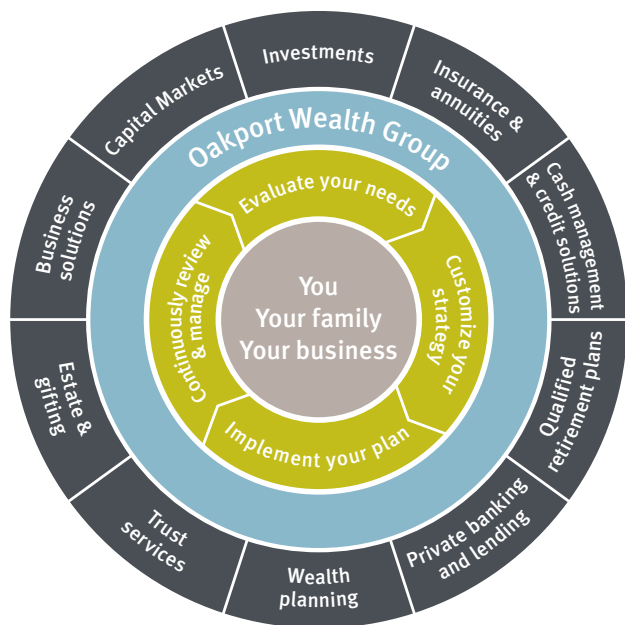 Investments
Insurance &
annuities
Cash management
& credit solutions
Qualified
retirement plans
Private banking
and lending
Wealth
planning
Trust
services
Estate &
gifting
Business
solutions
Capital Markets
Oakport Wealth Group
Evaluate your needs
Customize your
strategy
Implement your plan
Continuously review
& manage
You
Your family
Your business